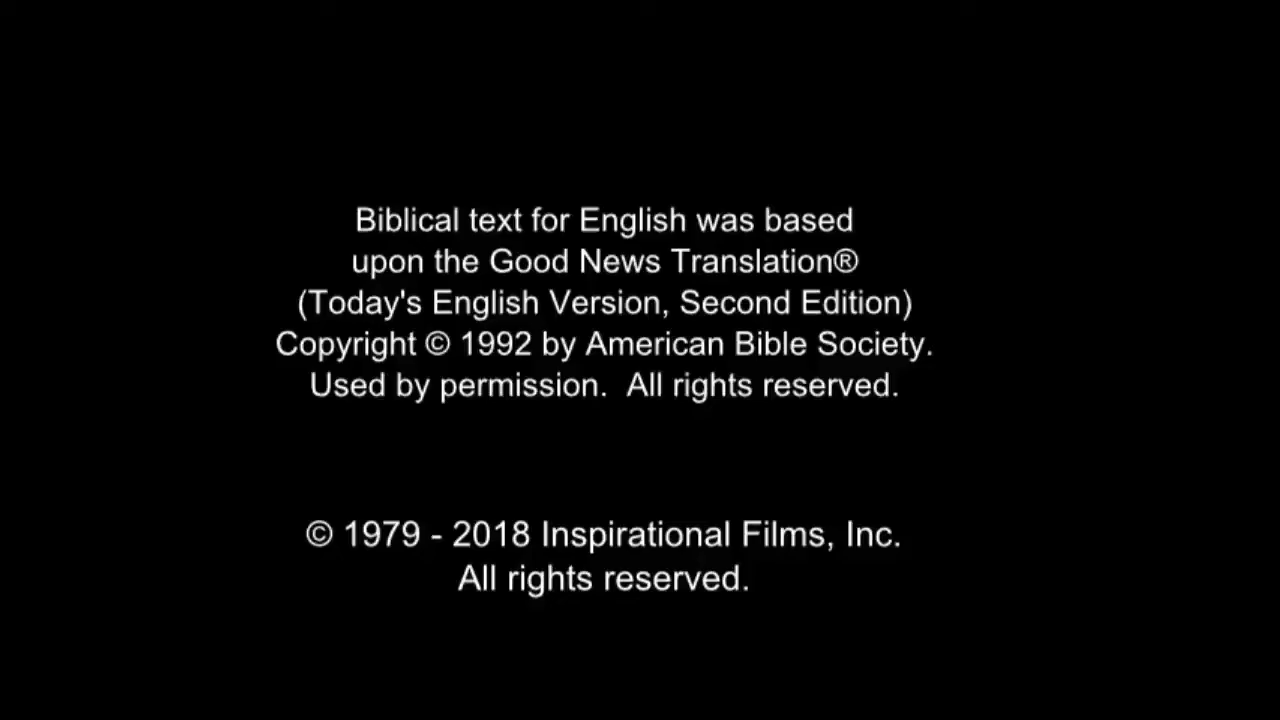 Biblical text for English was based
upon the Good News Translation®
(Today's English Version, Second Edition)
Copyright © 1992 by American Bible Society.
Used by permission.  All rights reserved.
© 1979 - 2018 Inspirational Films, Inc.
All rights reserved.